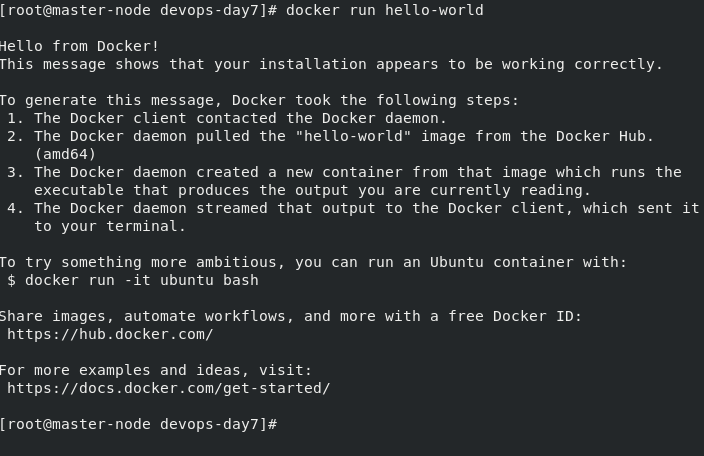 [root@master-node devops-day7]# docker run hello-world
Hello from Docker!
This message shows that your installation appears to be working correctly.
To generate this message, Docker took the following steps:
1. The Docker client contacted the Docker daemon.
2. The Docker daemon pulled the "hello-world" image from the Docker Hub.
(amd64)
3. The Docker daemon created a new container from that image which runs the
executable that produces the output you are currently reading.
4. The Docker daemon streamed that output to the Docker client, which sent it
to your terminal.
To try something more ambitious, you can run an Ubuntu container with:
$ docker run -it ubuntu bash
Share images, automate workflows, and more with a free Docker ID:
https://hub.docker.com/
For more examples and ideas, visit:
https://docs.docker.com/get-started/
[root@master-node devops-day7]#